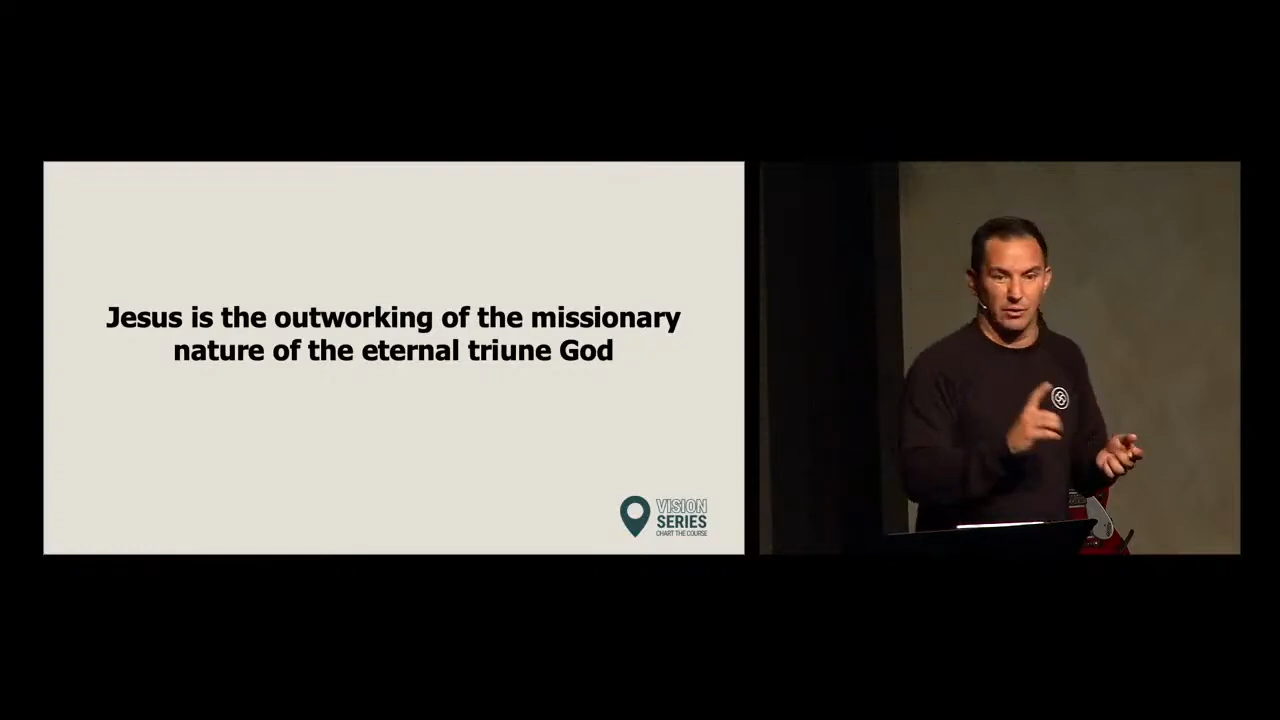 Jesus is the outworking of the missionary
nature of the eternal triune God
VISION
SERIES
CHART THE COURSE